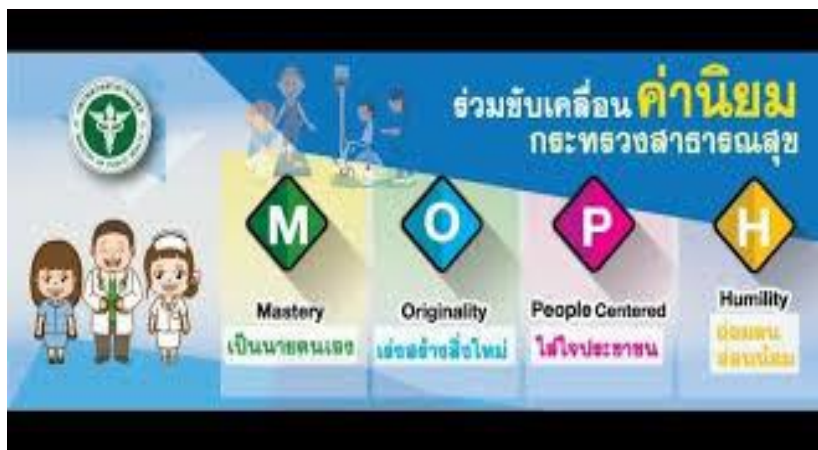 ร่วมขับเคลื่อน ค่านิยม
กระทรวงสาธารณสุข
M
O
P
H
Mastery
Originality
People Centered
Humility
เป็นนายตนเอง
เร่งสร้างสิ่งใหม่
ใส่ใจประชาชน
ถ่อมตน
อ่อนน้อม